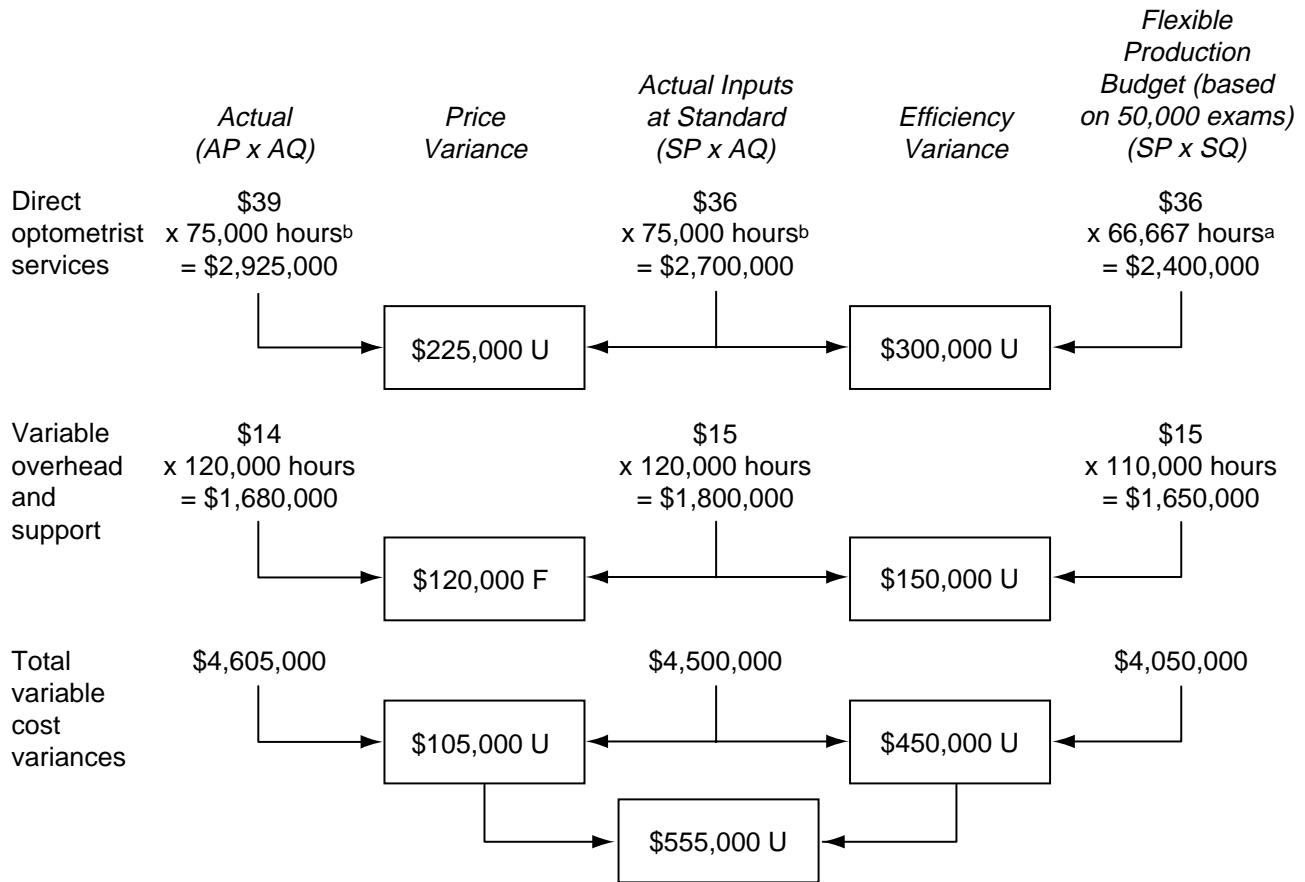 Flexible
Production
Actual Inputs Budget (based
Actual Price at Standard Efficiency on 50,000 exams)
(AP x AQ) Variance (SP x AQ) Variance (SP x SQ)
Direct $39 $36 $36
optometrist x 75,000 hoursb x 75,000 hoursb x 66,667 hoursa
services = $2,925,000 = $2,700,000 = $2,400,000
$225,000 U $300,000 U
Variable $14 $15 $15
overhead x 120,000 hours x 120,000 hours x 110,000 hours
and = $1,680,000 = $1,800,000 = $1,650,000
support
$120,000 F $150,000 U
Total $4,605,000 $4,500,000 $4,050,000
variable
cost
variances
$105,000 U $450,000 U
$555,000 U